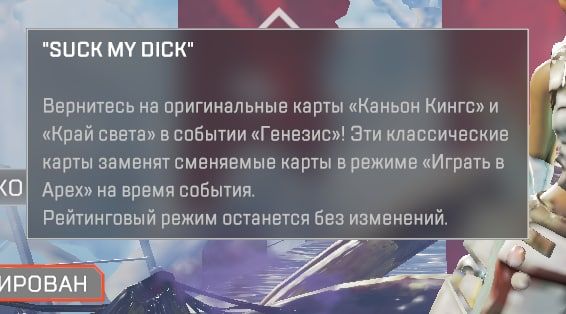 "SUCK MY DICK"
Вернитесь на оригинальные карты «Каньон Кингс» и
«Край света» в событии «Генезис»! Эти классические
карты заменят сменяемые карты в режиме «Играть в
Apex» на время события.
Рейтинговый режим останется без изменений.
КО
ИРОВАН